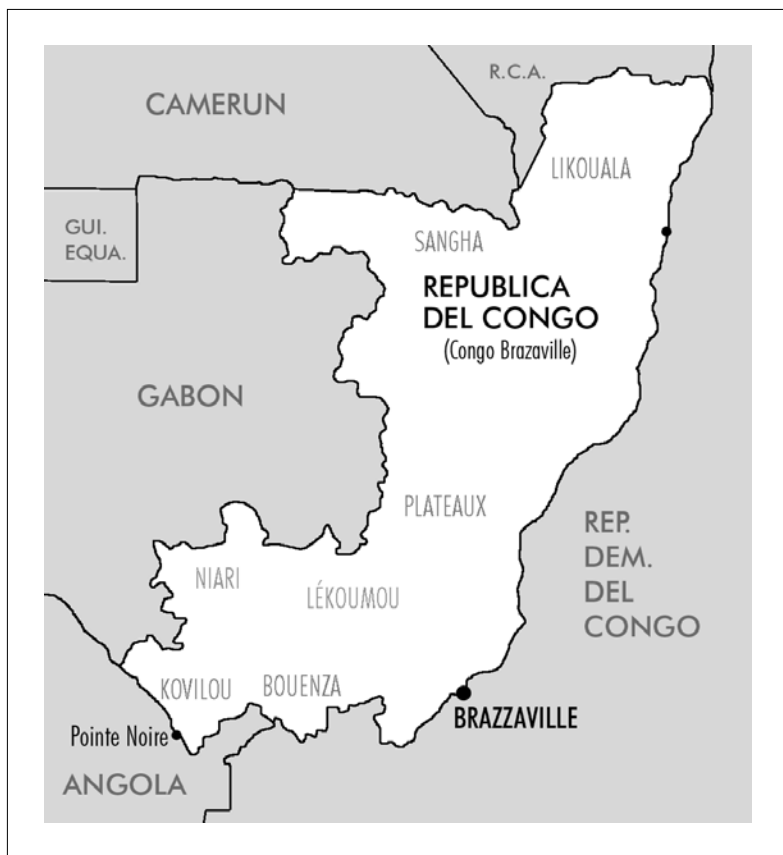 R.C.A.
CAMERUN
LIKOUALA
GUI.
EQUA.
SANGHA
REPUBLICA
DEL CONGO
(Congo Brazaville)
GABON
PLATEAUX
REP.
DEM.
DEL
CONGO
NIARI
LÉKOUMOU
KOVILOU
BOUENZA
BRAZZAVILLE
Pointe Noire
ANGOLA